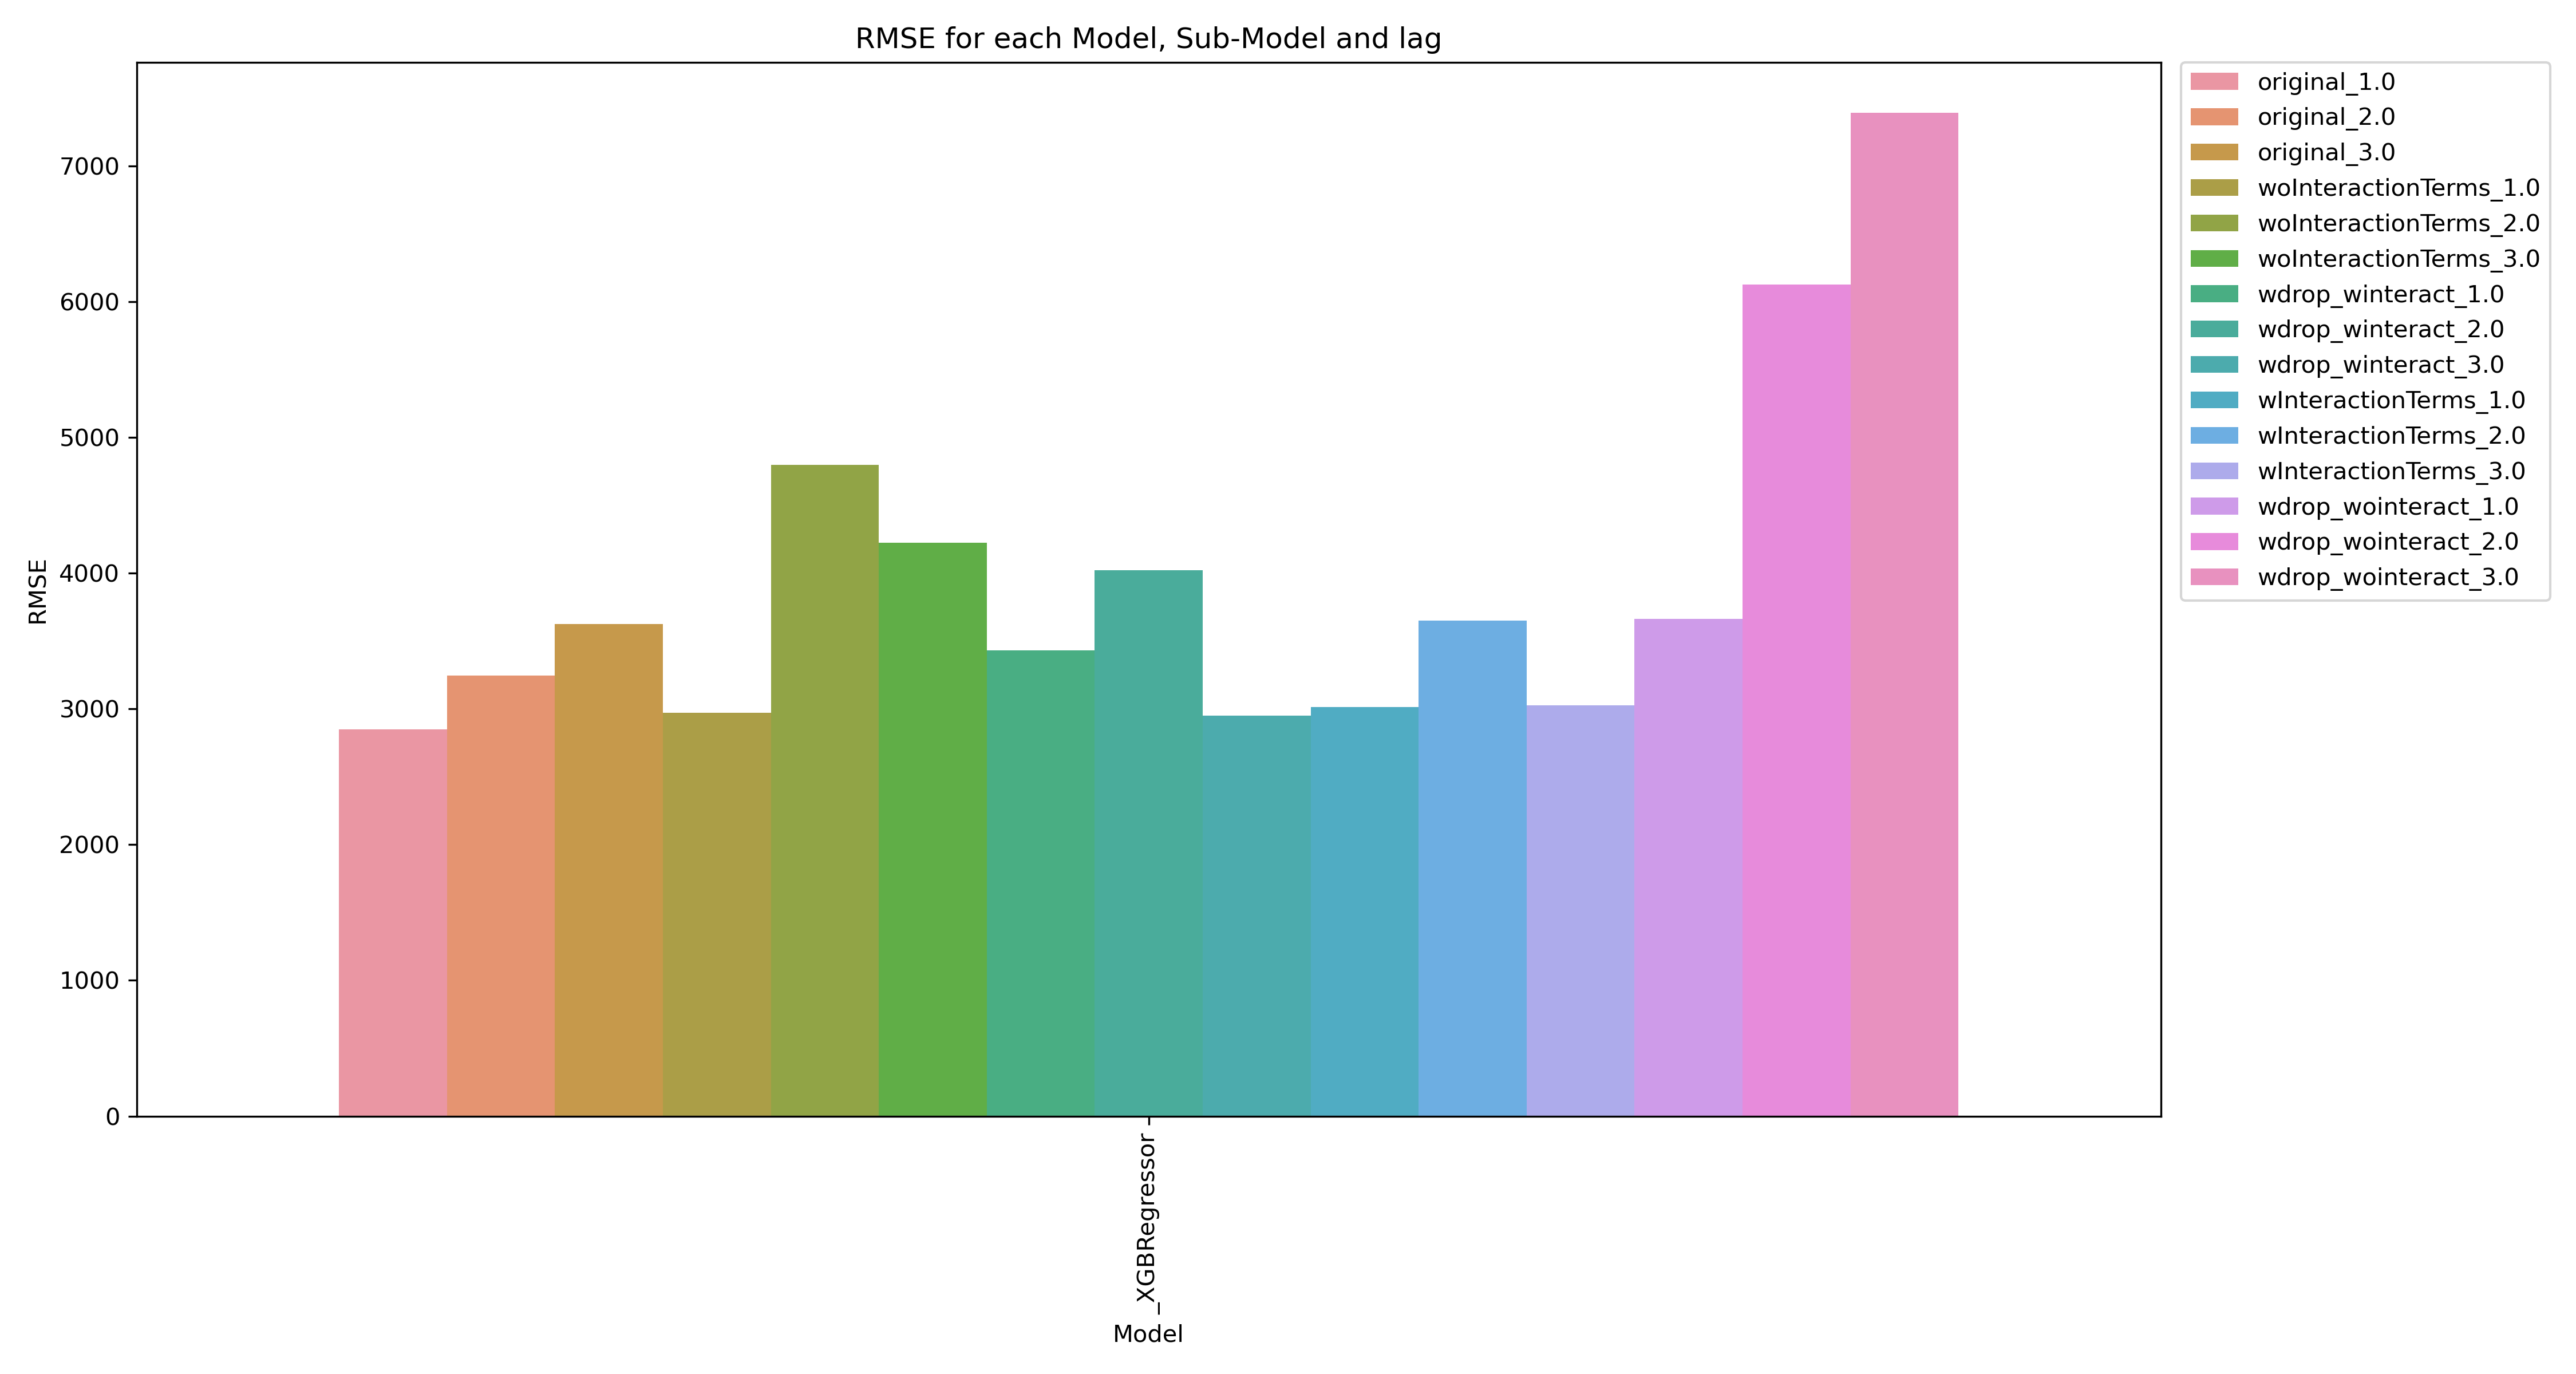 RMSE for each Model, Sub-Model and lag
RMSE
7000
6000
5000
4000
3000
2000
1000
0
_XGBRegressor
Model
original_1.0
original_2.0
original_3.0
woInteractionTerms_1.0
woInteractionTerms_2.0
woInteractionTerms_3.0
wdrop_winteract_1.0
wdrop_winteract_2.0
wdrop_winteract_3.0
wInteractionTerms_1.0
wInteractionTerms_2.0
wInteractionTerms_3.0
wdrop_wointeract_1.0
wdrop_wointeract_2.0
wdrop_wointeract_3.0